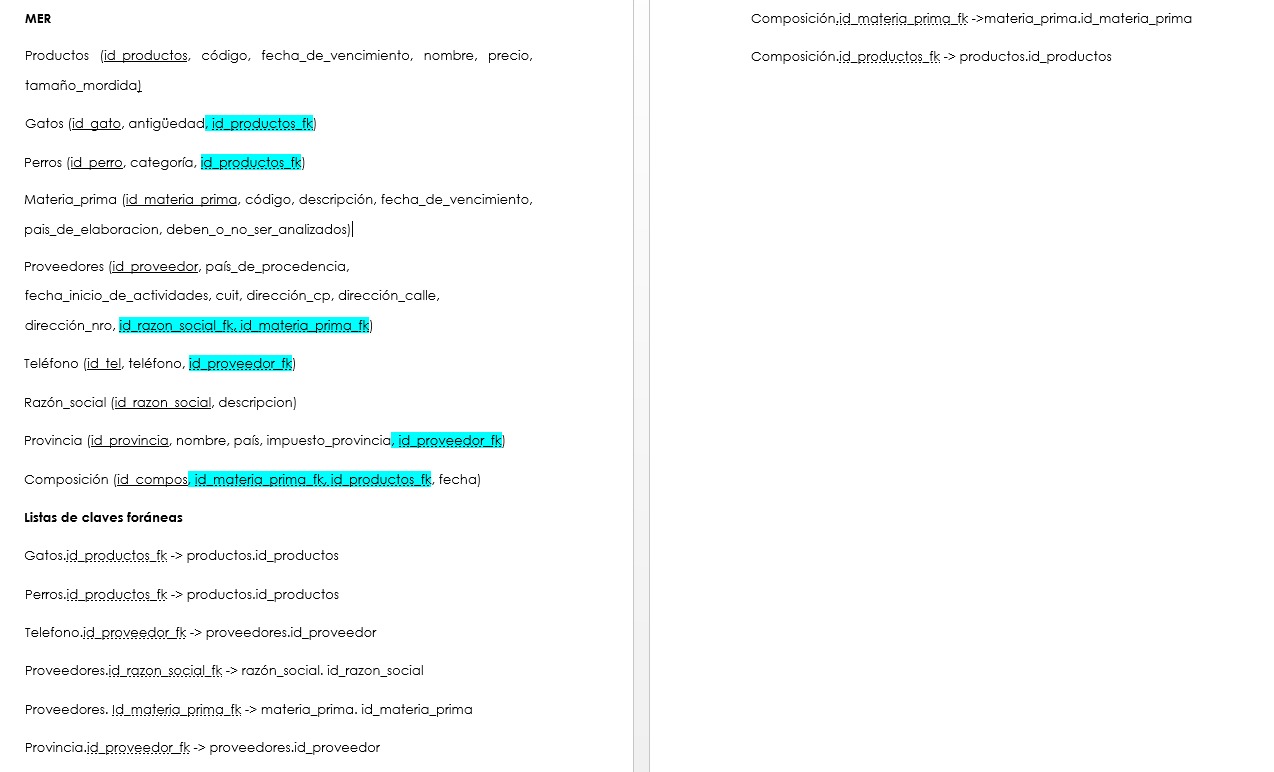 MER
Productos (id_productos, código, fecha_de_vencimiento, nombre, precio,
tamaño_mordida)
Gatos (id_gato, antigüedad, id_productos_fk)
Perros (id_perro, categoría, id_productos_fk)
Materia_prima (id_materia_prima, código, descripción, fecha_de_vencimiento,
pais_de_elaboracion, deben_o_no_ser_analizados)
Proveedores (id_proveedor, país_de_procedencia,
fecha_inicio_de_actividades, cuit, dirección_cp, dirección_calle,
dirección_nro, id_razon_social_fk, id_materia_prima_fk)
Teléfono (id_tel, teléfono, id_proveedor_fk)
Razón_social (id_razon_social, descripcion)
Provincia (id_provincia, nombre, país, impuesto_provincia, id_proveedor_fk)
Composición (id_compos, id_materia_prima_fk, id_productos_fk, fecha)
Listas de claves foráneas
Gatos.id_productos_fk -> productos.id_productos
Perros.id_productos_fk -> productos.id_productos
Telefono.id_proveedor_fk -> proveedores.id_proveedor
Proveedores.id_razon_social_fk -> razón_social. id_razon_social
Proveedores. Id_materia_prima_fk -> materia_prima. id_materia_prima
Provincia.id_proveedor_fk -> proveedores.id_proveedor
Composición.id_materia_prima_fk ->materia_prima.id_materia_prima
Composición.id_productos_fk -> productos.id_productos